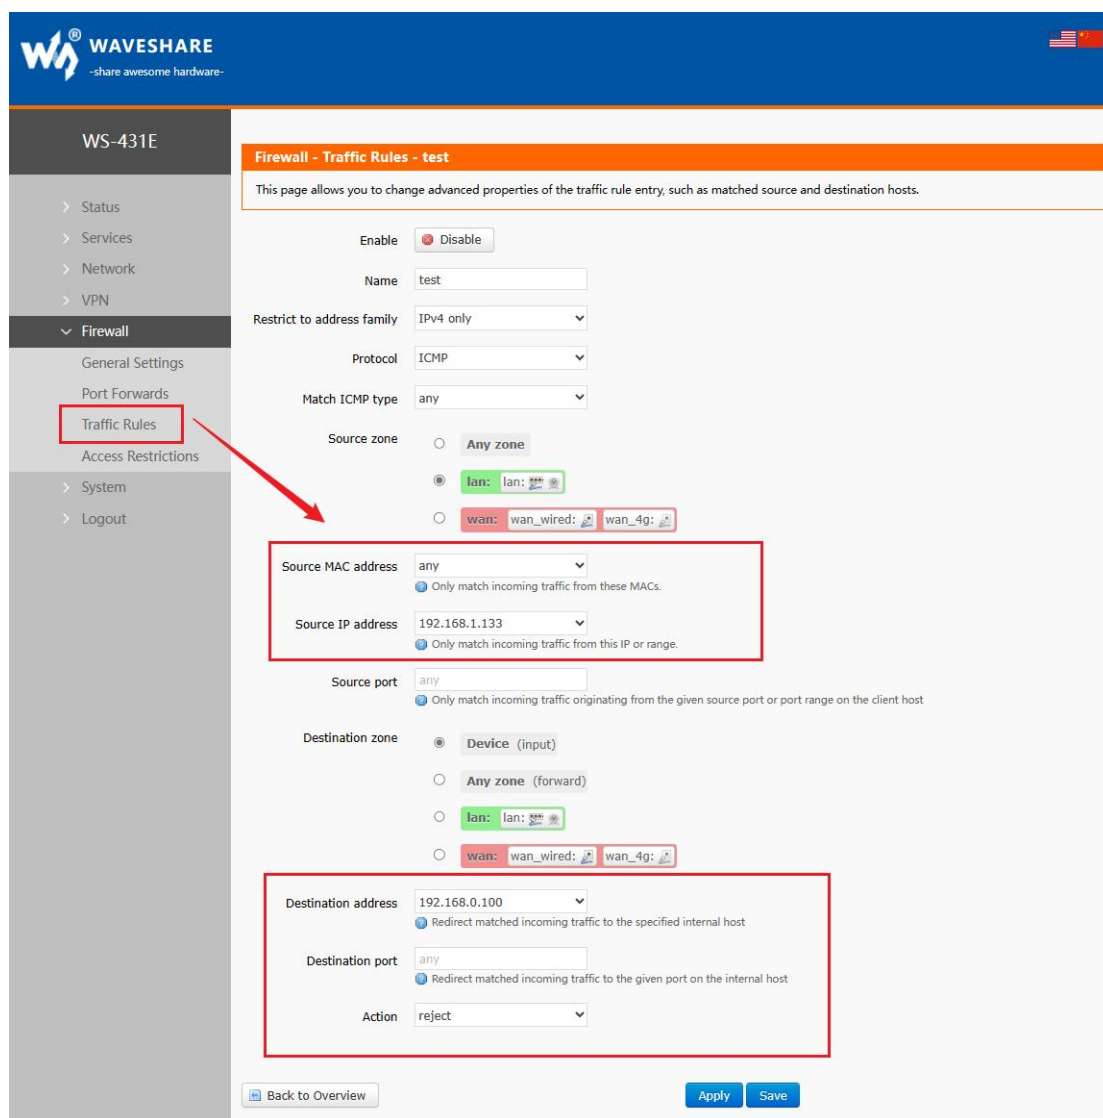 WAVESHARE
-share awesome hardware-
WS-431E
Status
Services
Network
VPN
Firewall
General Settings
Port Forwards
Traffic Rules
Access Restrictions
System
Logout
Firewall - Traffic Rules - test
This page allows you to change advanced properties of the traffic rule entry, such as matched source and destination hosts.
Enable Disable
Name test
Restrict to address family IPv4 only
Protocol ICMP
Match ICMP type any
Source zone Any zone
lan: lan:
wan: wan_wired: wan_4g:
Source MAC address any
Only match incoming traffic from these MACs.
Source IP address 192.168.1.133
Only match incoming traffic from this IP or range.
Source port any
Only match incoming traffic originating from the given source port or port range on the client host
Destination zone Device (input)
Any zone (forward)
lan: lan:
wan: wan_wired: wan_4g:
Destination address 192.168.0.100
Redirect matched incoming traffic to the specified internal host
Destination port any
Redirect matched incoming traffic to the given port on the internal host
Action reject
Back to Overview Apply Save